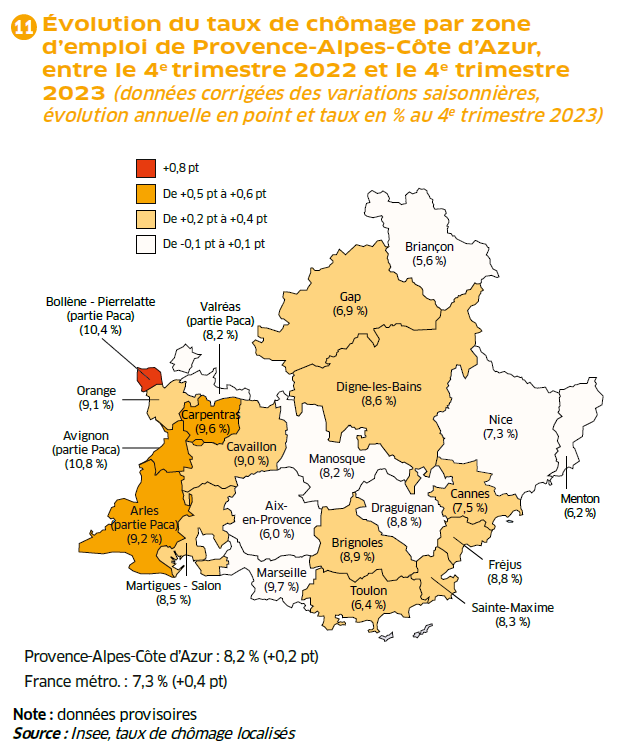 11 Évolution du taux de chômage par zone
d’emploi de Provence-Alpes-Côte d’Azur,
entre le 4e trimestre 2022 et le 4e trimestre
2023 (données corrigées des variations saisonnières,
évolution annuelle en point et taux en % au 4e trimestre 2023)
+0,8 pt
De +0,5 pt à +0,6 pt
De +0,2 pt à +0,4 pt
De -0,1 pt à +0,1 pt
Briançon
(5,6 %)
Gap
(6,9 %)
Bollène - Pierrelatte
(partie Paca)
(10,4 %)
Valréas
(partie Paca)
(8,2 %)
Orange
(9,1 %)
Digne-les-Bains
(8,6 %)
Carpentras
(9,6 %)
Nice
(7,3 %)
Avignon
(partie Paca)
(10,8 %)
Cavaillon
(9,0 %)
Manosque
(8,2 %)
Menton
(6,2 %)
Cannes
(7,5 %)
Arles
(partie Paca)
(9,2 %)
Aix-
en-Provence
(6,0 %)
Draguignan
(8,8 %)
Brignoles
(8,9 %)
Fréjus
(8,8 %)
Martigues - Salon
(8,5 %)
Marseille
(9,7 %)
Toulon
(6,4 %)
Sainte-Maxime
(8,3 %)
Provence-Alpes-Côte d’Azur : 8,2 % (+0,2 pt)
France métro. : 7,3 % (+0,4 pt)
Note : données provisoires
Source : Insee, taux de chômage localisés